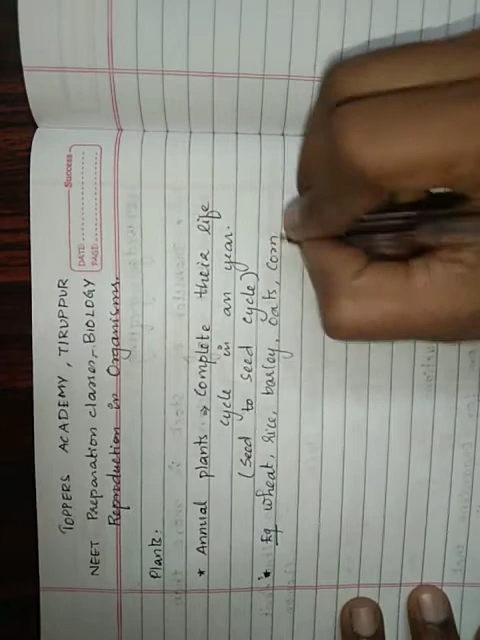 TOPPERS ACADEMY, TIRUPPUR
NEET Preparation classes, BIOLOGY
Success
DATE:
PAGE:
Reproduction in Organisms.
Plants:
* Annual plants ⇒ Complete there life
cycle in an year.
(Seed to seed cycle)
* Eg wheat, Rice, barley, Oats, Corn